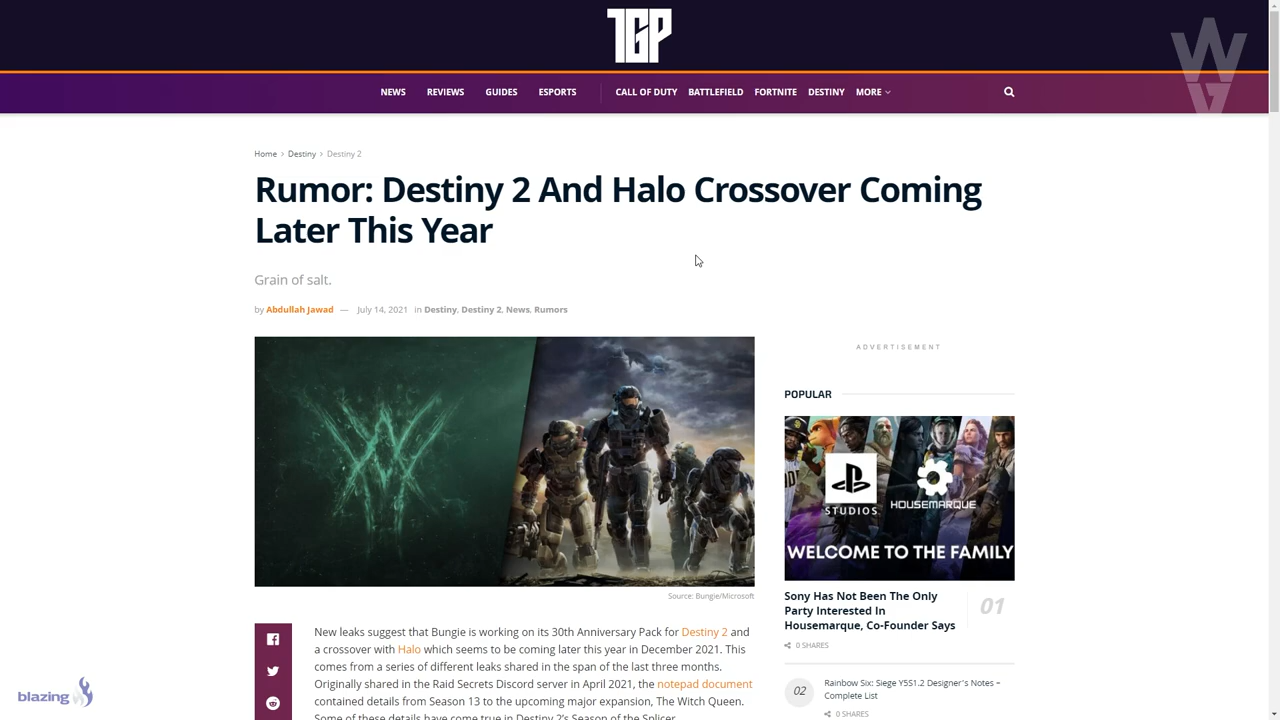 TGP
NEWS REVIEWS GUIDES ESPORTS CALL OF DUTY BATTLEFIELD FORTNITE DESTINY MORE
WG
Home > Destiny > Destiny 2
Rumor: Destiny 2 And Halo Crossover Coming
Later This Year
Grain of salt.
by Abdullah Jawad — July 14, 2021 in Destiny, Destiny 2, News, Rumors
ADVERTISEMENT
POPULAR
STUDIOS
HOUSEMARQUE
WELCOME TO THE FAMILY
Source: Bungie/Microsoft
Sony Has Not Been The Only
Party Interested In
Housemarque, Co-Founder Says
01
0 SHARES
New leaks suggest that Bungie is working on its 30th Anniversary Pack for Destiny 2 and
a crossover with Halo which seems to be coming later this year in December 2021. This
comes from a series of different leaks shared in the span of the last three months.
Originally shared in the Raid Secrets Discord server in April 2021, the notepad document
contained details from Season 13 to the upcoming major expansion, The Witch Queen.
Some of these details have come true in Destiny 2's Season of the Splicer.
02
Rainbow Six: Siege Y5S1.2 Designer's Notes –
Complete List
0 SHARES
blazing